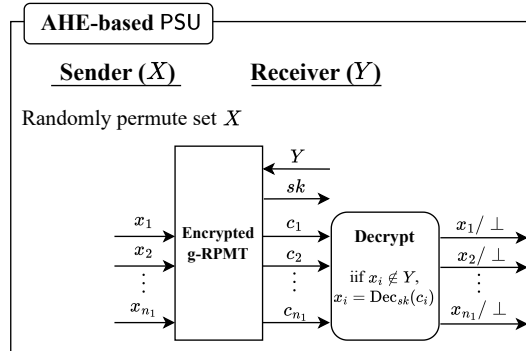 AHE-based PSU
Sender (X) Receiver (Y)
Randomly permute set X
Y
sk
x₁ c₁ x₁/ ⊥
x₂ c₂ x₂/ ⊥
⋮ ⋮ ⋮
xₙ₁ cₙ₁ xₙ₁/ ⊥
Encrypted
g-RPMT
Decrypt
iif xᵢ ∉ Y,
xᵢ = Decₛₖ(cᵢ)